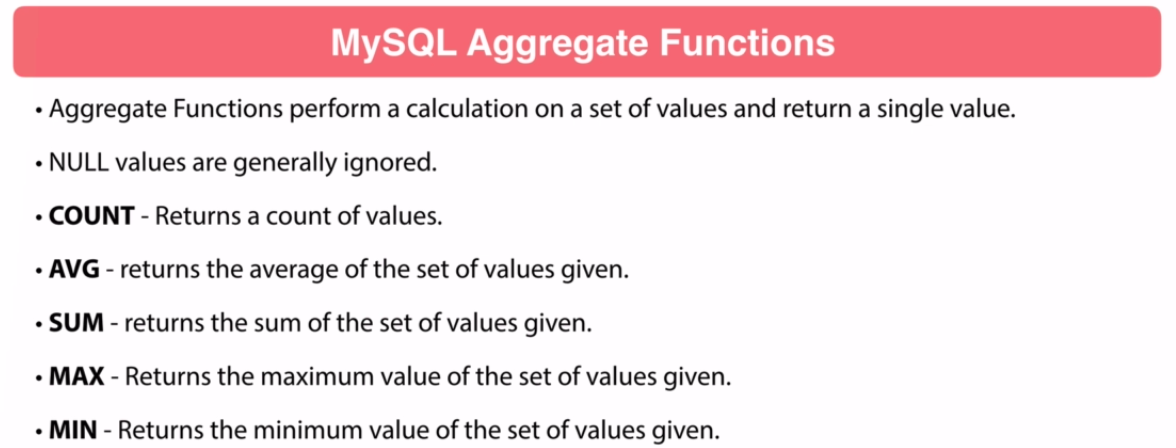 MySQL Aggregate Functions
• Aggregate Functions perform a calculation on a set of values and return a single value.
• NULL values are generally ignored.
• COUNT - Returns a count of values.
• AVG - returns the average of the set of values given.
• SUM - returns the sum of the set of values given.
• MAX - Returns the maximum value of the set of values given.
• MIN - Returns the minimum value of the set of values given.